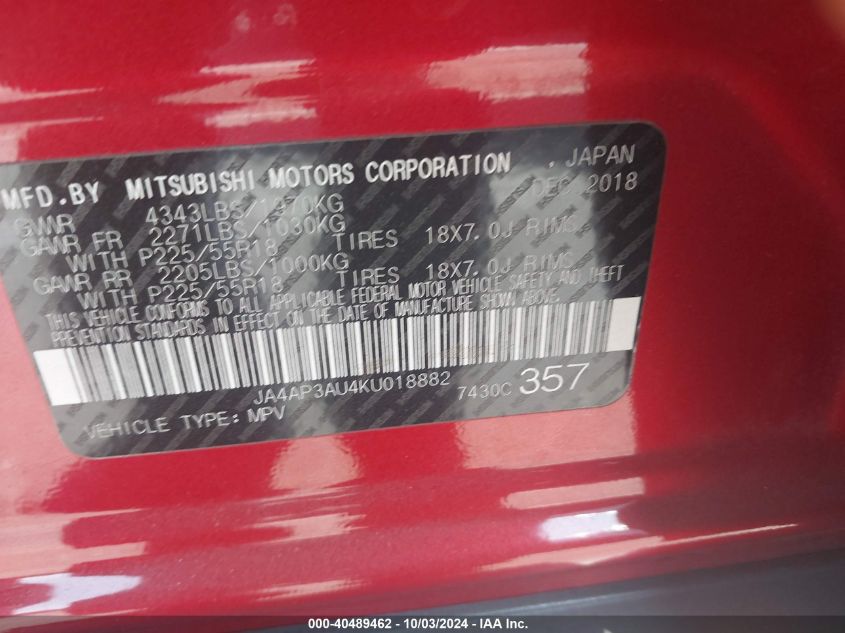 MFD.BY MITSUBISHI MOTORS CORPORATION , JAPAN
GVWR 4343LBS/1970KG DEC 2018
GAWR FR 2271LBS/1030KG
WITH P225/55R18 TIRES 18X7.0J RIMS
GAWR RR 2205LBS/1000KG
WITH P225/55R18 TIRES 18X7.0J RIMS
THIS VEHICLE CONFORMS TO ALL APPLICABLE FEDERAL MOTOR VEHICLE SAFETY AND THEFT
PREVENTION STANDARDS IN EFFECT ON THE DATE OF MANUFACTURE SHOWN ABOVE.
JA4AP3AU4KU018882 7430C 357
VEHICLE TYPE: MPV
000-40489462 - 10/03/2024 - IAA Inc.